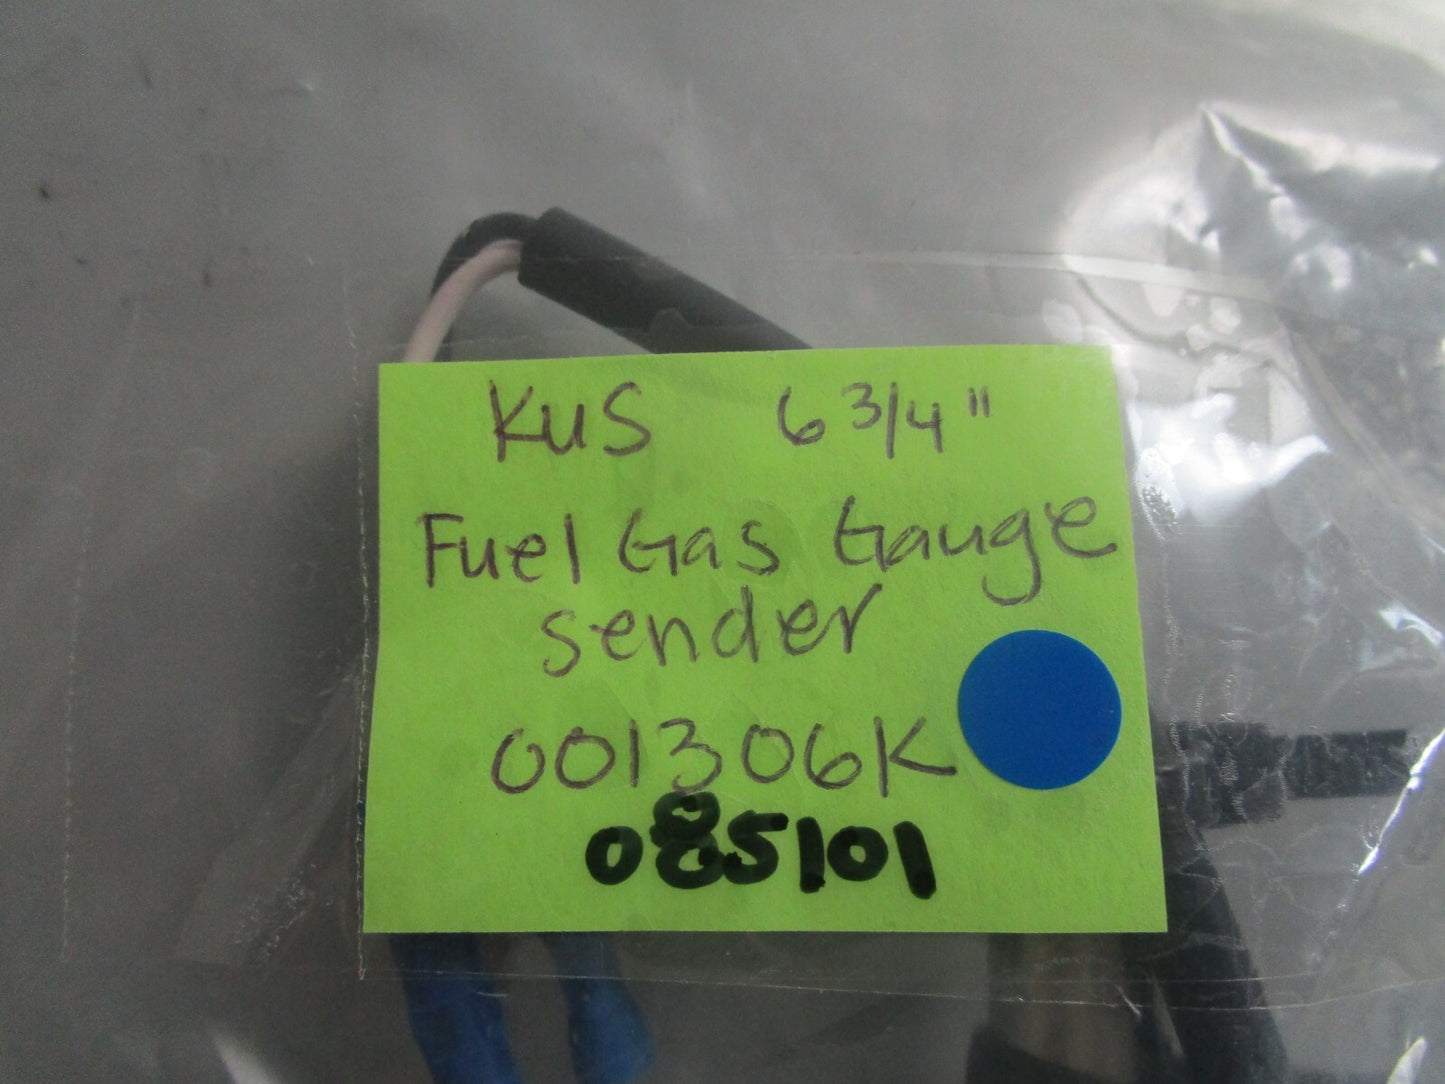 KUS 6 3/4"
Fuel Gas Gauge
sender
001306K
085101